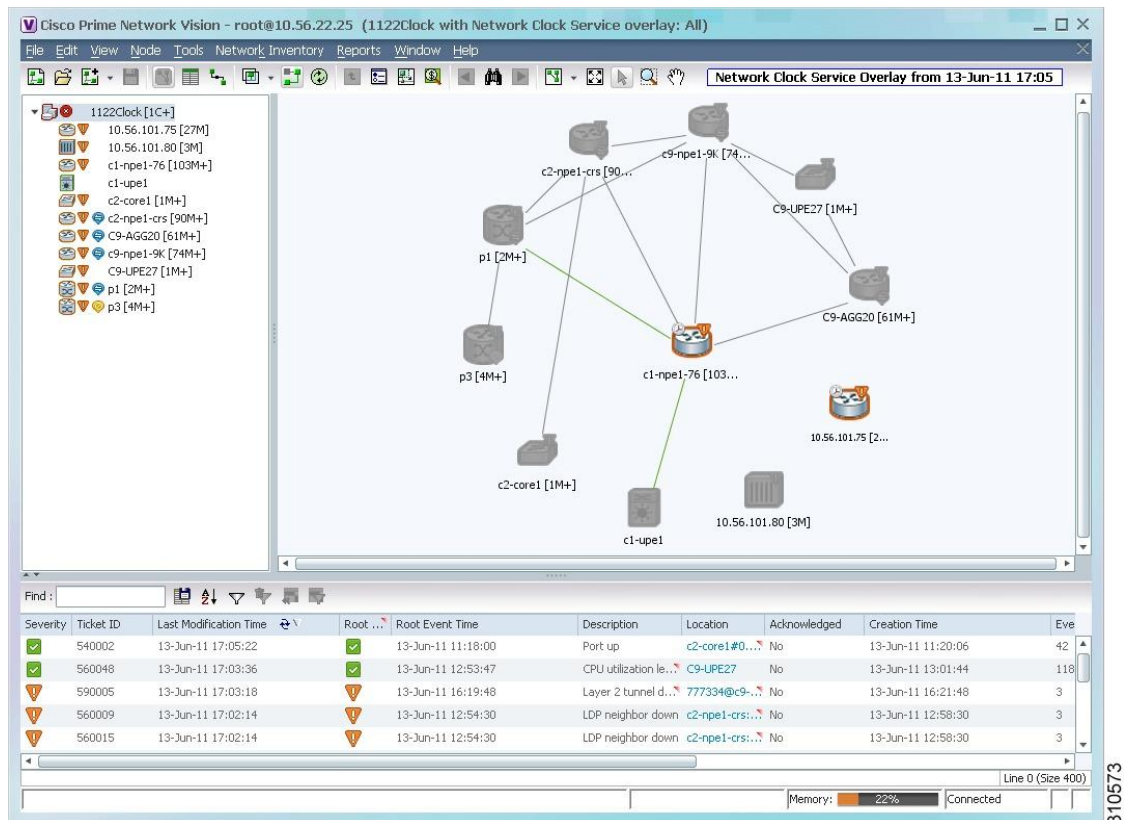 Cisco Prime Network Vision - root@10.56.22.25 (1122Clock with Network Clock Service overlay: All)
File Edit View Node Tools Network Inventory Reports Window Help
Network Clock Service Overlay from 13-Jun-11 17:05
1122Clock [1C+]
10.56.101.75 [27M]
10.56.101.80 [3M]
c1-npe1-76 [103M+]
c1-upe1
c2-core1 [1M+]
c2-npe1-crs [90M+]
C9-AGG20 [61M+]
c9-npe1-9K [74M+]
C9-UPE27 [1M+]
p1 [2M+]
p3 [4M+]
c9-npe1-9K [74...
c2-npe1-crs [90...
C9-UPE27 [1M+]
p1 [2M+]
C9-AGG20 [61M+]
p3 [4M+]
c1-npe1-76 [103...
10.56.101.75 [2...
c2-core1 [1M+]
10.56.101.80 [3M]
c1-upe1
Find :
Severity Ticket ID Last Modification Time Root ... Root Event Time Description Location Acknowledged Creation Time Eve
540002 13-Jun-11 17:05:22 13-Jun-11 11:18:00 Port up c2-core1#0... No 13-Jun-11 11:20:06 42
560048 13-Jun-11 17:03:36 13-Jun-11 12:53:47 CPU utilization le... C9-UPE27 No 13-Jun-11 13:01:44 118
590005 13-Jun-11 17:03:18 13-Jun-11 16:19:48 Layer 2 tunnel d... 777334@c9-... No 13-Jun-11 16:21:48 3
560009 13-Jun-11 17:02:14 13-Jun-11 12:54:30 LDP neighbor down c2-npe1-crs:... No 13-Jun-11 12:58:30 3
560015 13-Jun-11 17:02:14 13-Jun-11 12:54:30 LDP neighbor down c2-npe1-crs:... No 13-Jun-11 12:58:30 3
Line 0 (Size 400)
Memory: 22% Connected
310573